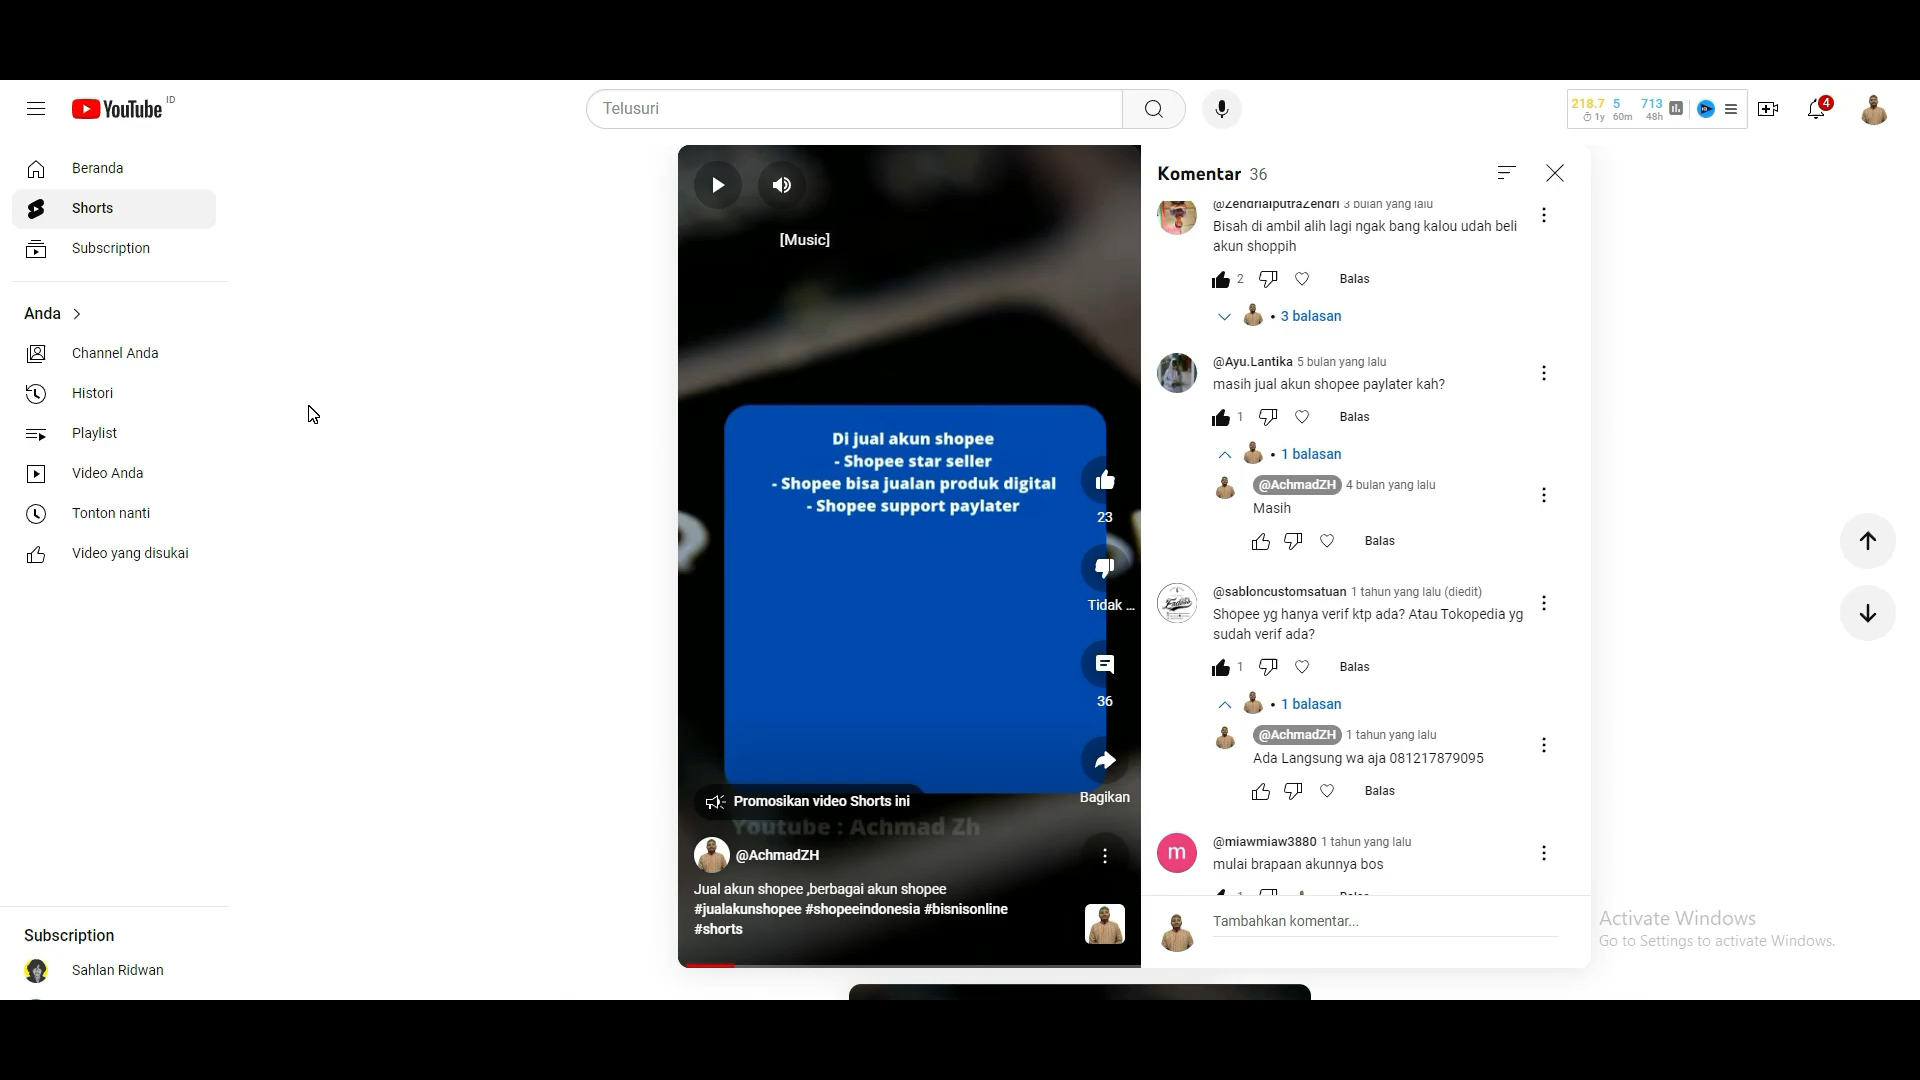 YouTube ID
Telusuri
218.7 5 713
1y 60m 48h
4
Beranda
Shorts
Subscription
Anda
Channel Anda
Histori
Playlist
Video Anda
Tonton nanti
Video yang disukai
Subscription
Sahlan Ridwan
[Music]
Di jual akun shopee
- Shopee star seller
- Shopee bisa jualan produk digital
- Shopee support paylater
23
Tidak ...
36
Bagikan
Promosikan video Shorts ini
Youtube : Achmad Zh
@AchmadZH
Jual akun shopee ,berbagai akun shopee
#jualakunshopee #shopeeindonesia #bisnisonline
#shorts
Komentar 36
@ZendrialputraZendri 3 bulan yang lalu
Bisah di ambil alih lagi ngak bang kalou udah beli
akun shoppih
2 Balas
• 3 balasan
@Ayu.Lantika 5 bulan yang lalu
masih jual akun shopee paylater kah?
1 Balas
• 1 balasan
@AchmadZH 4 bulan yang lalu
Masih
Balas
@sabloncustomsatuan 1 tahun yang lalu (diedit)
Shopee yg hanya verif ktp ada? Atau Tokopedia yg
sudah verif ada?
1 Balas
• 1 balasan
@AchmadZH 1 tahun yang lalu
Ada Langsung wa aja 081217879095
Balas
m
@miawmiaw3880 1 tahun yang lalu
mulai brapaan akunnya bos
1 Balas
Tambahkan komentar...
Activate Windows
Go to Settings to activate Windows.